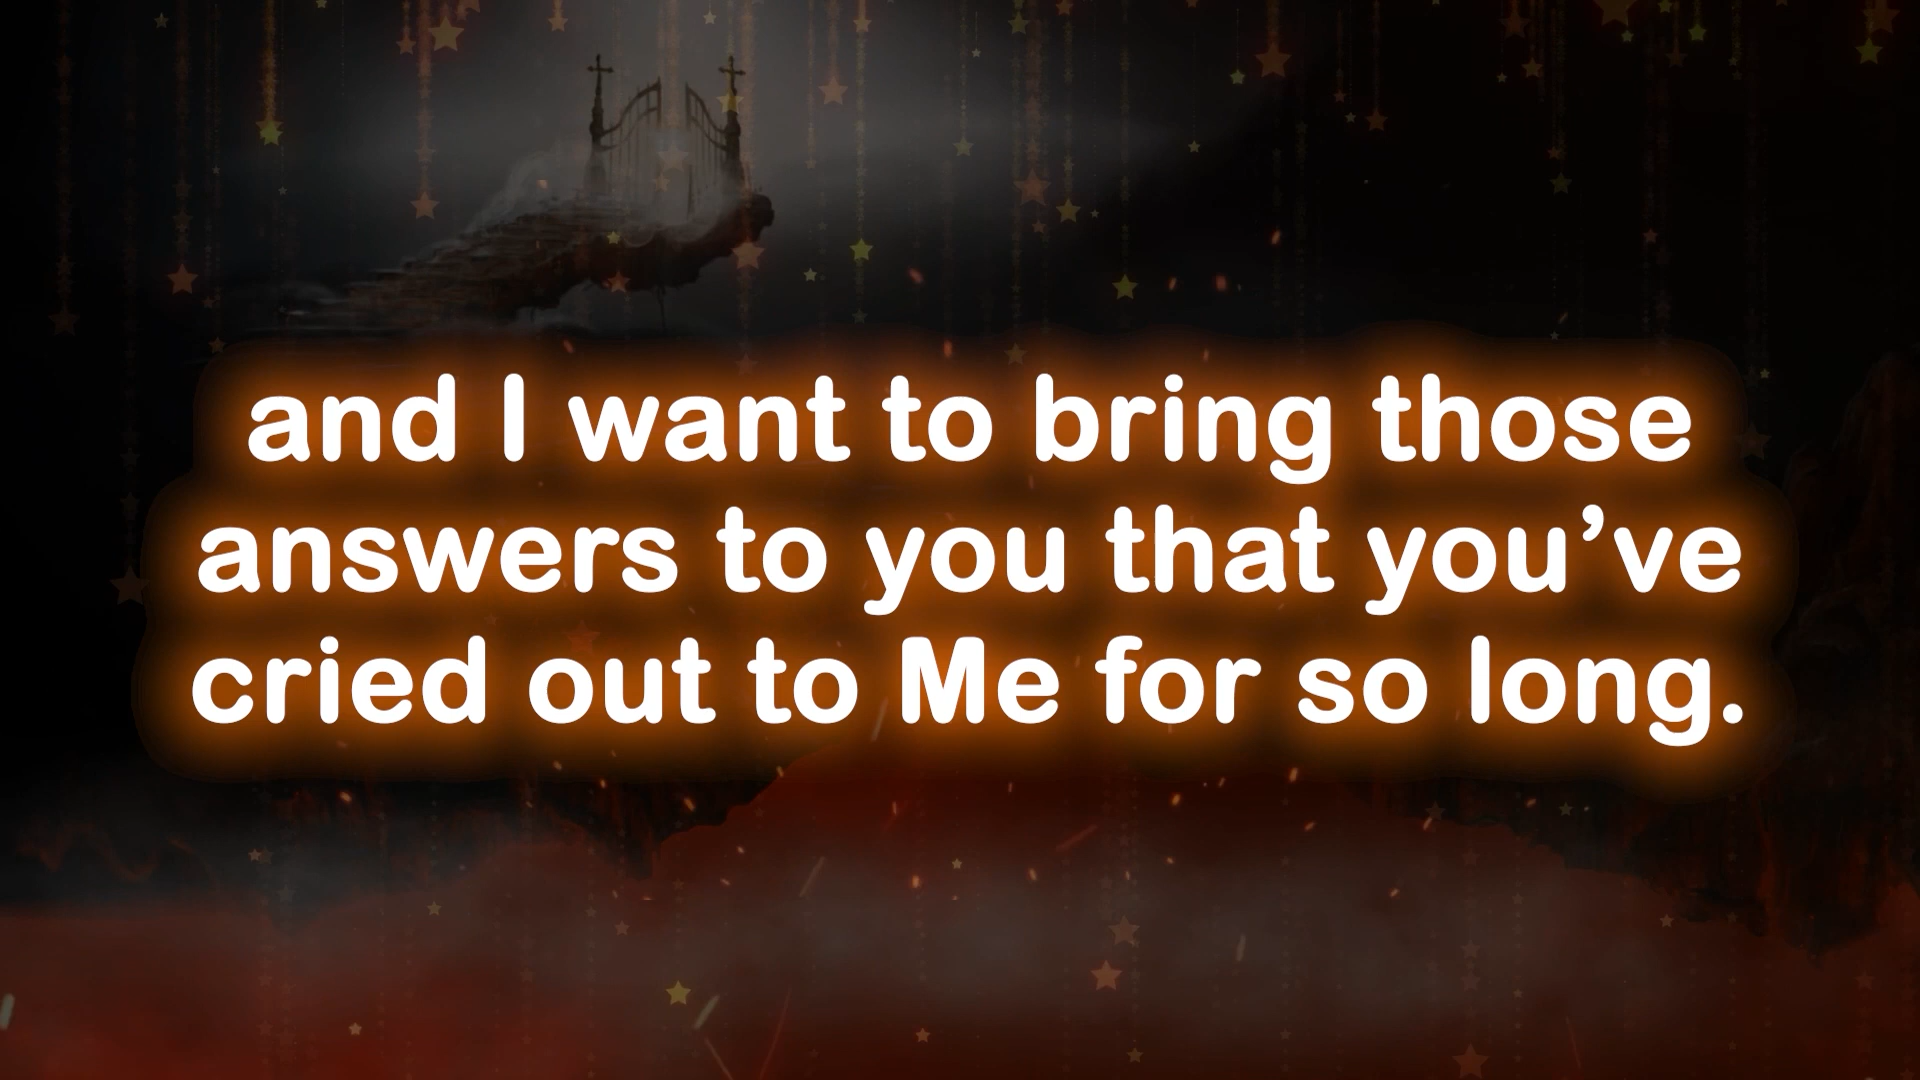 and I want to bring those
answers to you that you’ve
cried out to Me for so long.